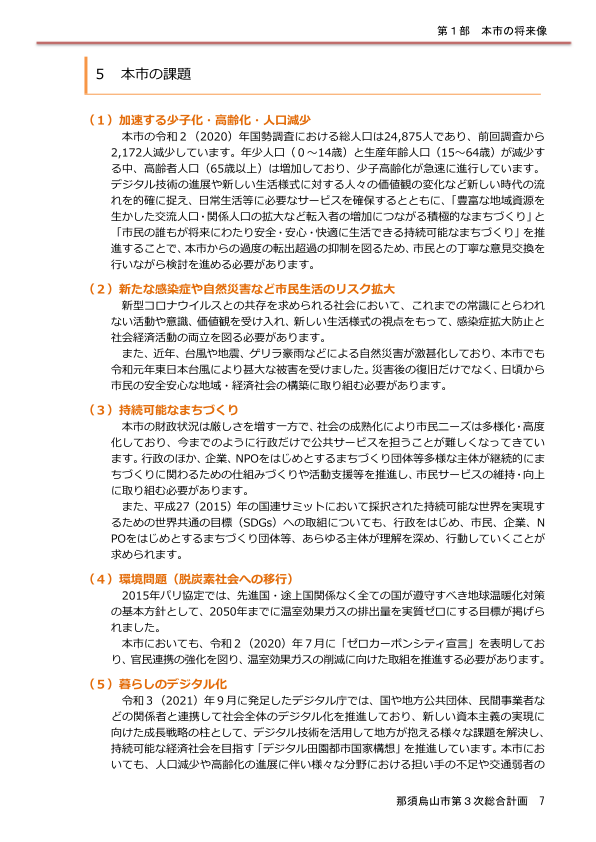 第１部　本市の将来像
5　本市の課題
（１）加速する少子化・高齢化・人口減少
本市の令和２（2020）年国勢調査における総人口は24,875人であり、前回調査から
2,172人減少しています。年少人口（０～14歳）と生産年齢人口（15～64歳）が減少す
る中、高齢者人口（65歳以上）は増加しており、少子高齢化が急速に進行しています。
デジタル技術の進展や新しい生活様式に対する人々の価値観の変化など新しい時代の流
れを的確に捉え、日常生活等に必要なサービスを確保するとともに、「豊富な地域資源を
生かした交流人口・関係人口の拡大など転入者の増加につながる積極的なまちづくり」と
「市民の誰もが将来にわたり安全・安心・快適に生活できる持続可能なまちづくり」を推
進することで、本市からの過度の転出超過の抑制を図るため、市民との丁寧な意見交換を
行いながら検討を進める必要があります。
（２）新たな感染症や自然災害など市民生活のリスク拡大
新型コロナウイルスとの共存を求められる社会において、これまでの常識にとらわれ
ない活動や意識、価値観を受け入れ、新しい生活様式の視点をもって、感染症拡大防止と
社会経済活動の両立を図る必要があります。
また、近年、台風や地震、ゲリラ豪雨などによる自然災害が激甚化しており、本市でも
令和元年東日本台風により甚大な被害を受けました。災害後の復旧だけでなく、日頃から
市民の安全安心な地域・経済社会の構築に取り組む必要があります。
（３）持続可能なまちづくり
本市の財政状況は厳しさを増す一方で、社会の成熟化により市民ニーズは多様化・高度
化しており、今までのように行政だけで公共サービスを担うことが難しくなってきてい
ます。行政のほか、企業、NPOをはじめとするまちづくり団体等多様な主体が継続的にま
ちづくりに関わるための仕組みづくりや活動支援等を推進し、市民サービスの維持・向上
に取り組む必要があります。
また、平成27（2015）年の国連サミットにおいて採択された持続可能な世界を実現す
るための世界共通の目標（SDGs）への取組についても、行政をはじめ、市民、企業、N
POをはじめとするまちづくり団体等、あらゆる主体が理解を深め、行動していくことが
求められます。
（４）環境問題（脱炭素社会への移行）
2015年パリ協定では、先進国・途上国関係なく全ての国が遵守すべき地球温暖化対策
の基本方針として、2050年までに温室効果ガスの排出量を実質ゼロにする目標が掲げら
れました。
本市においても、令和２（2020）年７月に「ゼロカーボンシティ宣言」を表明してお
り、官民連携の強化を図り、温室効果ガスの削減に向けた取組を推進する必要があります。
（５）暮らしのデジタル化
令和３（2021）年９月に発足したデジタル庁では、国や地方公共団体、民間事業者な
どの関係者と連携して社会全体のデジタル化を推進しており、新しい資本主義の実現に
向けた成長戦略の柱として、デジタル技術を活用して地方が抱える様々な課題を解決し、
持続可能な経済社会を目指す「デジタル田園都市国家構想」を推進しています。本市にお
いても、人口減少や高齢化の進展に伴い様々な分野における担い手の不足や交通弱者の
那須烏山市第３次総合計画　7